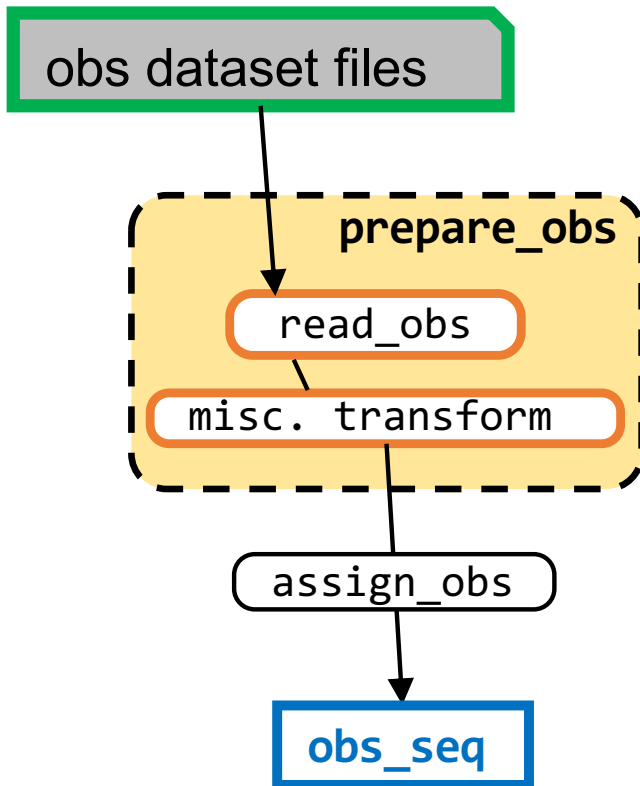 obs dataset files
prepare_obs
read_obs
misc. transform
assign_obs
obs_seq